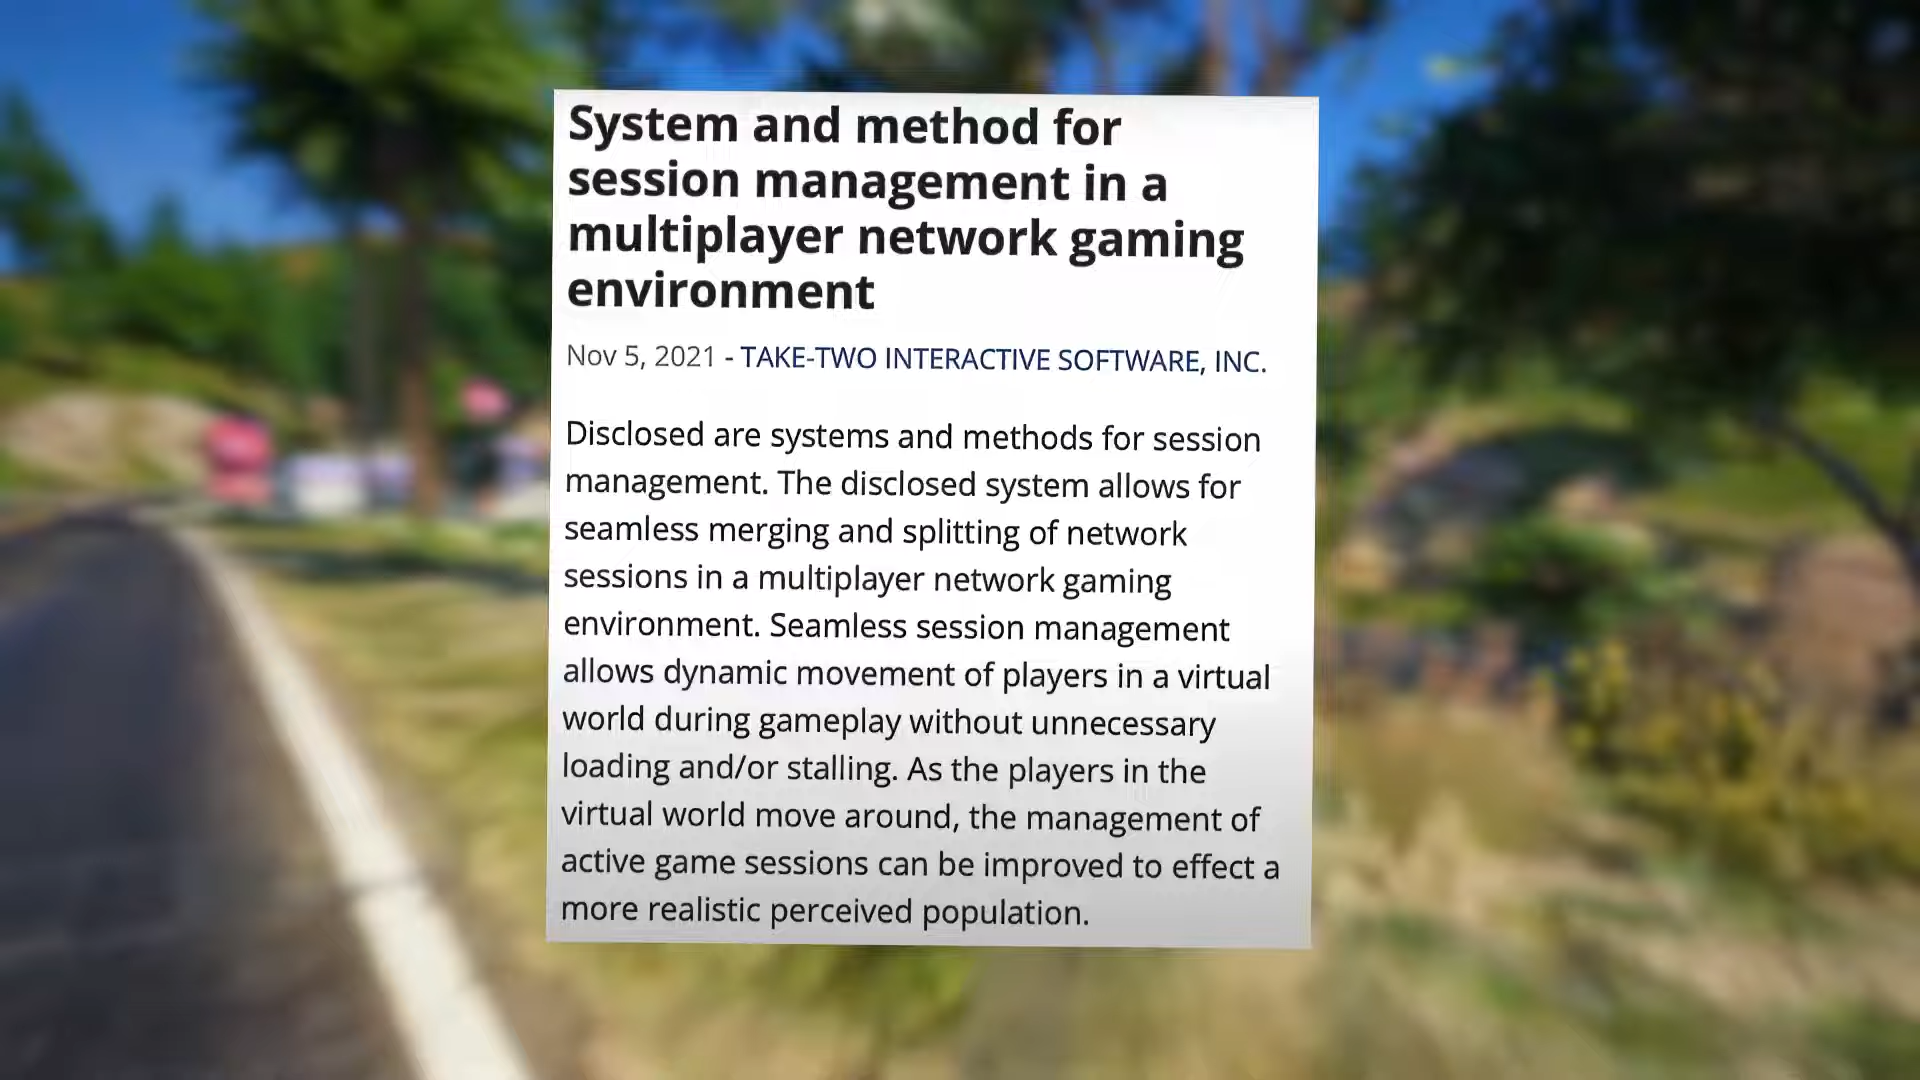 System and method for
session management in a
multiplayer network gaming
environment
Nov 5, 2021 - TAKE-TWO INTERACTIVE SOFTWARE, INC.
Disclosed are systems and methods for session
management. The disclosed system allows for
seamless merging and splitting of network
sessions in a multiplayer network gaming
environment. Seamless session management
allows dynamic movement of players in a virtual
world during gameplay without unnecessary
loading and/or stalling. As the players in the
virtual world move around, the management of
active game sessions can be improved to effect a
more realistic perceived population.